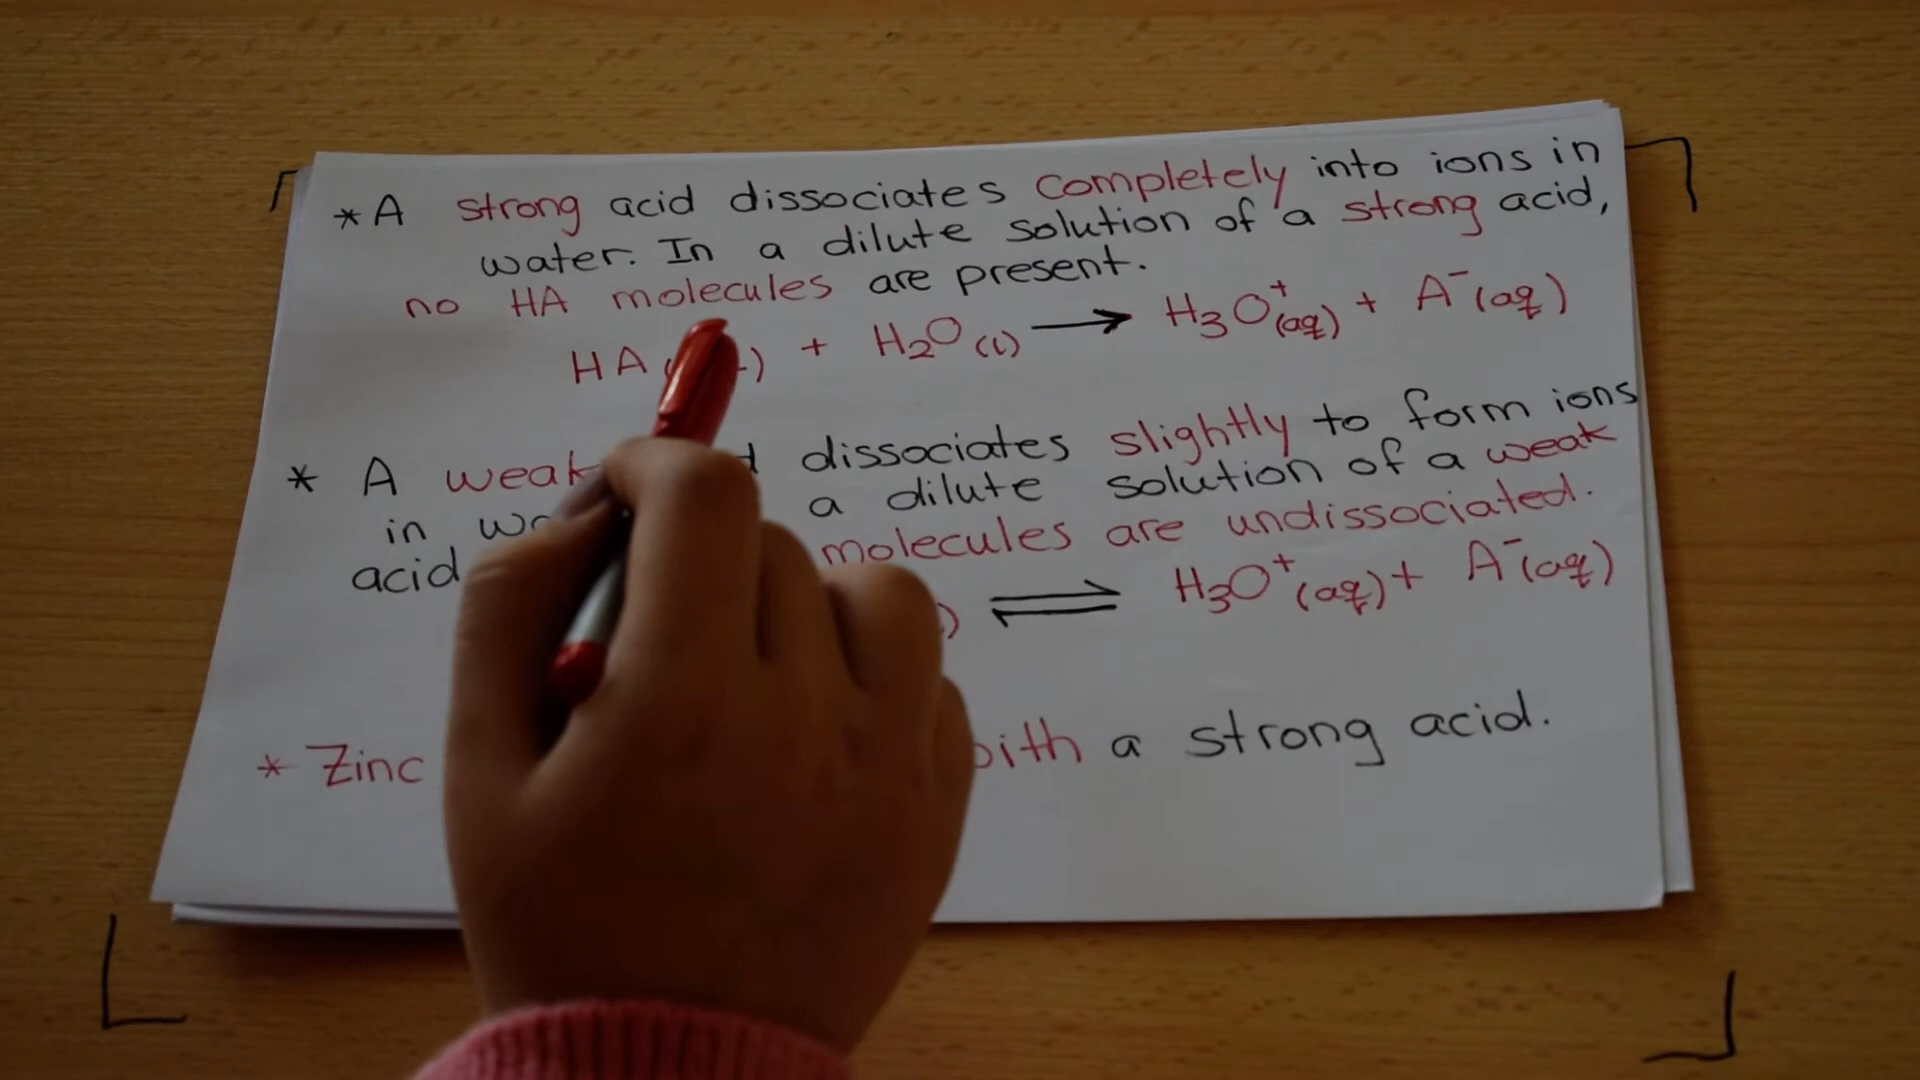 * A strong acid dissociates completely into ions in
water. In a dilute solution of a strong acid,
no HA molecules are present.
HA + H₂O (l) → H₃O⁺(aq) + A⁻(aq)
* A weak dissociates slightly to form ions
in a dilute solution of a weak
acid molecules are undissociated.
⇌ H₃O⁺(aq) + A⁻(aq)
* Zinc with a strong acid.